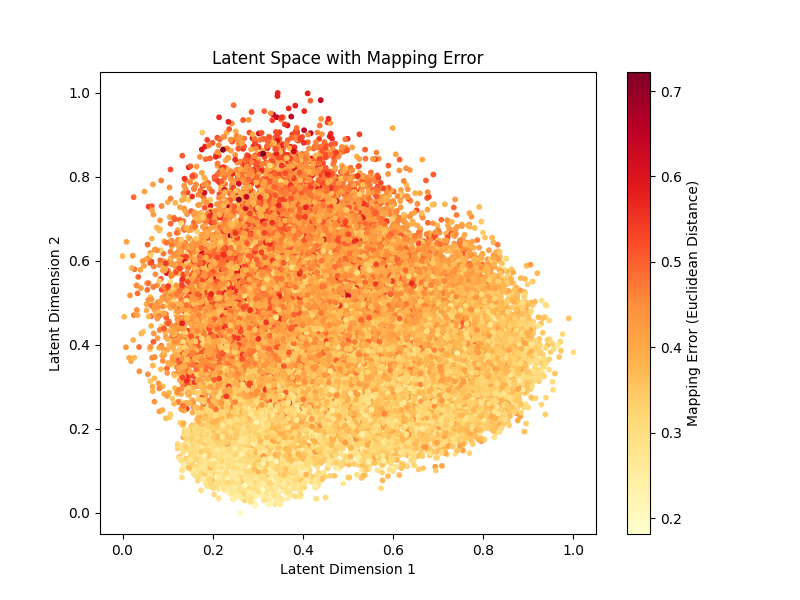 Latent Space with Mapping Error
1.0
0.8
0.6
0.4
0.2
0.0
Latent Dimension 2
0.0 0.2 0.4 0.6 0.8 1.0
Latent Dimension 1
0.7
0.6
0.5
0.4
0.3
0.2
Mapping Error (Euclidean Distance)